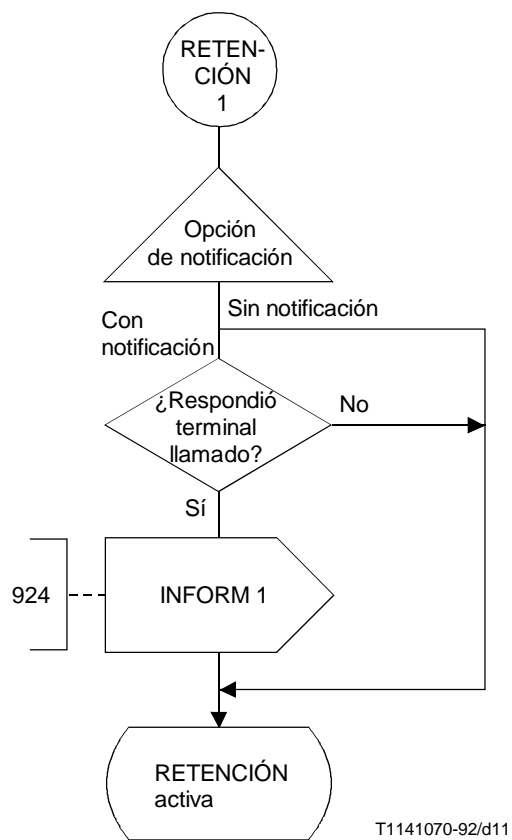 RETEN-
CIÓN
1
Opción
de notificación
Sin notificación
Con
notificación
¿Respondió
terminal
llamado?
No
Sí
924
INFORM 1
RETENCIÓN
activa
T1141070-92/d11